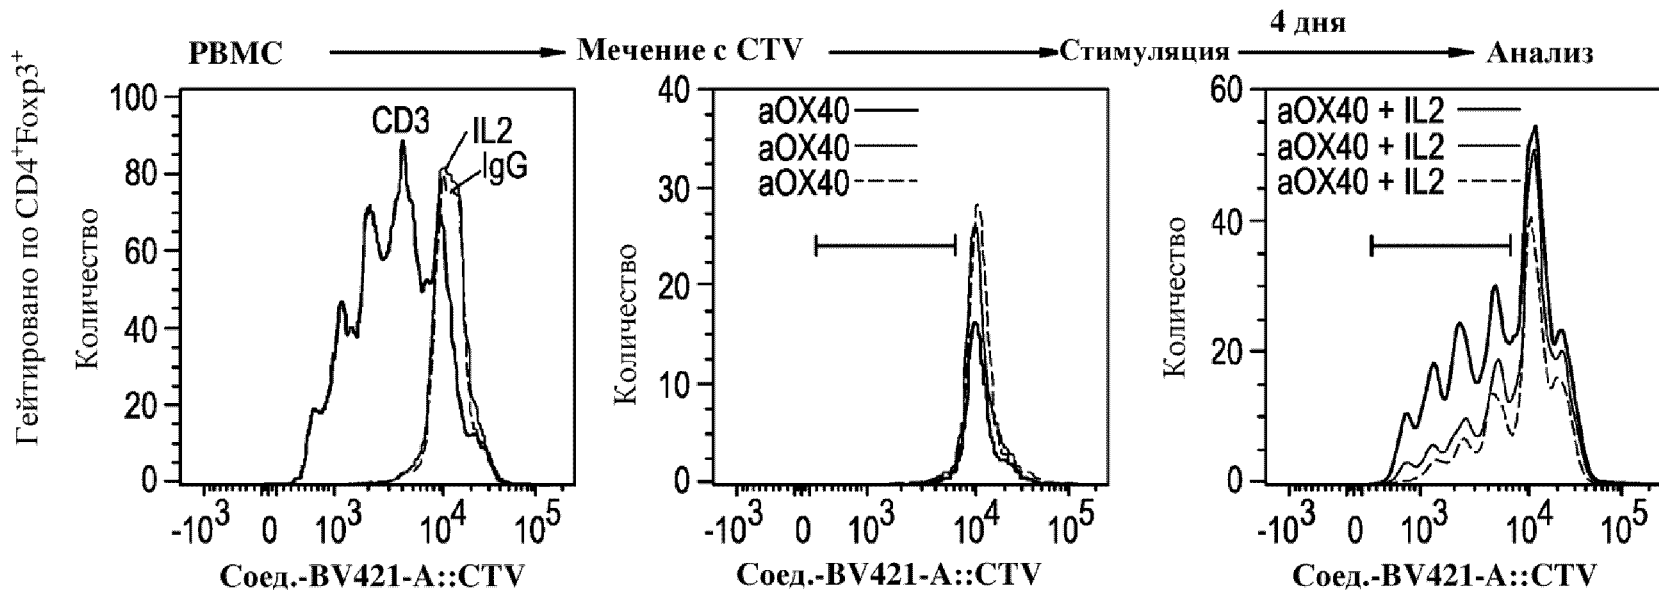 4 дня
PBMC Мечение с CTV Стимуляция Анализ
Гейтировано по CD4+Foxp3+
Количество
100
80
60
40
20
0
CD3
IL2
IgG
-10³ 0 10³ 10⁴ 10⁵
Соед.-BV421-A::CTV
Количество
40
30
20
10
0
aOX40
aOX40
aOX40
-10³ 0 10³ 10⁴ 10⁵
Соед.-BV421-A::CTV
Количество
60
40
20
0
aOX40 + IL2
aOX40 + IL2
aOX40 + IL2
-10³ 0 10³ 10⁴ 10⁵
Соед.-BV421-A::CTV